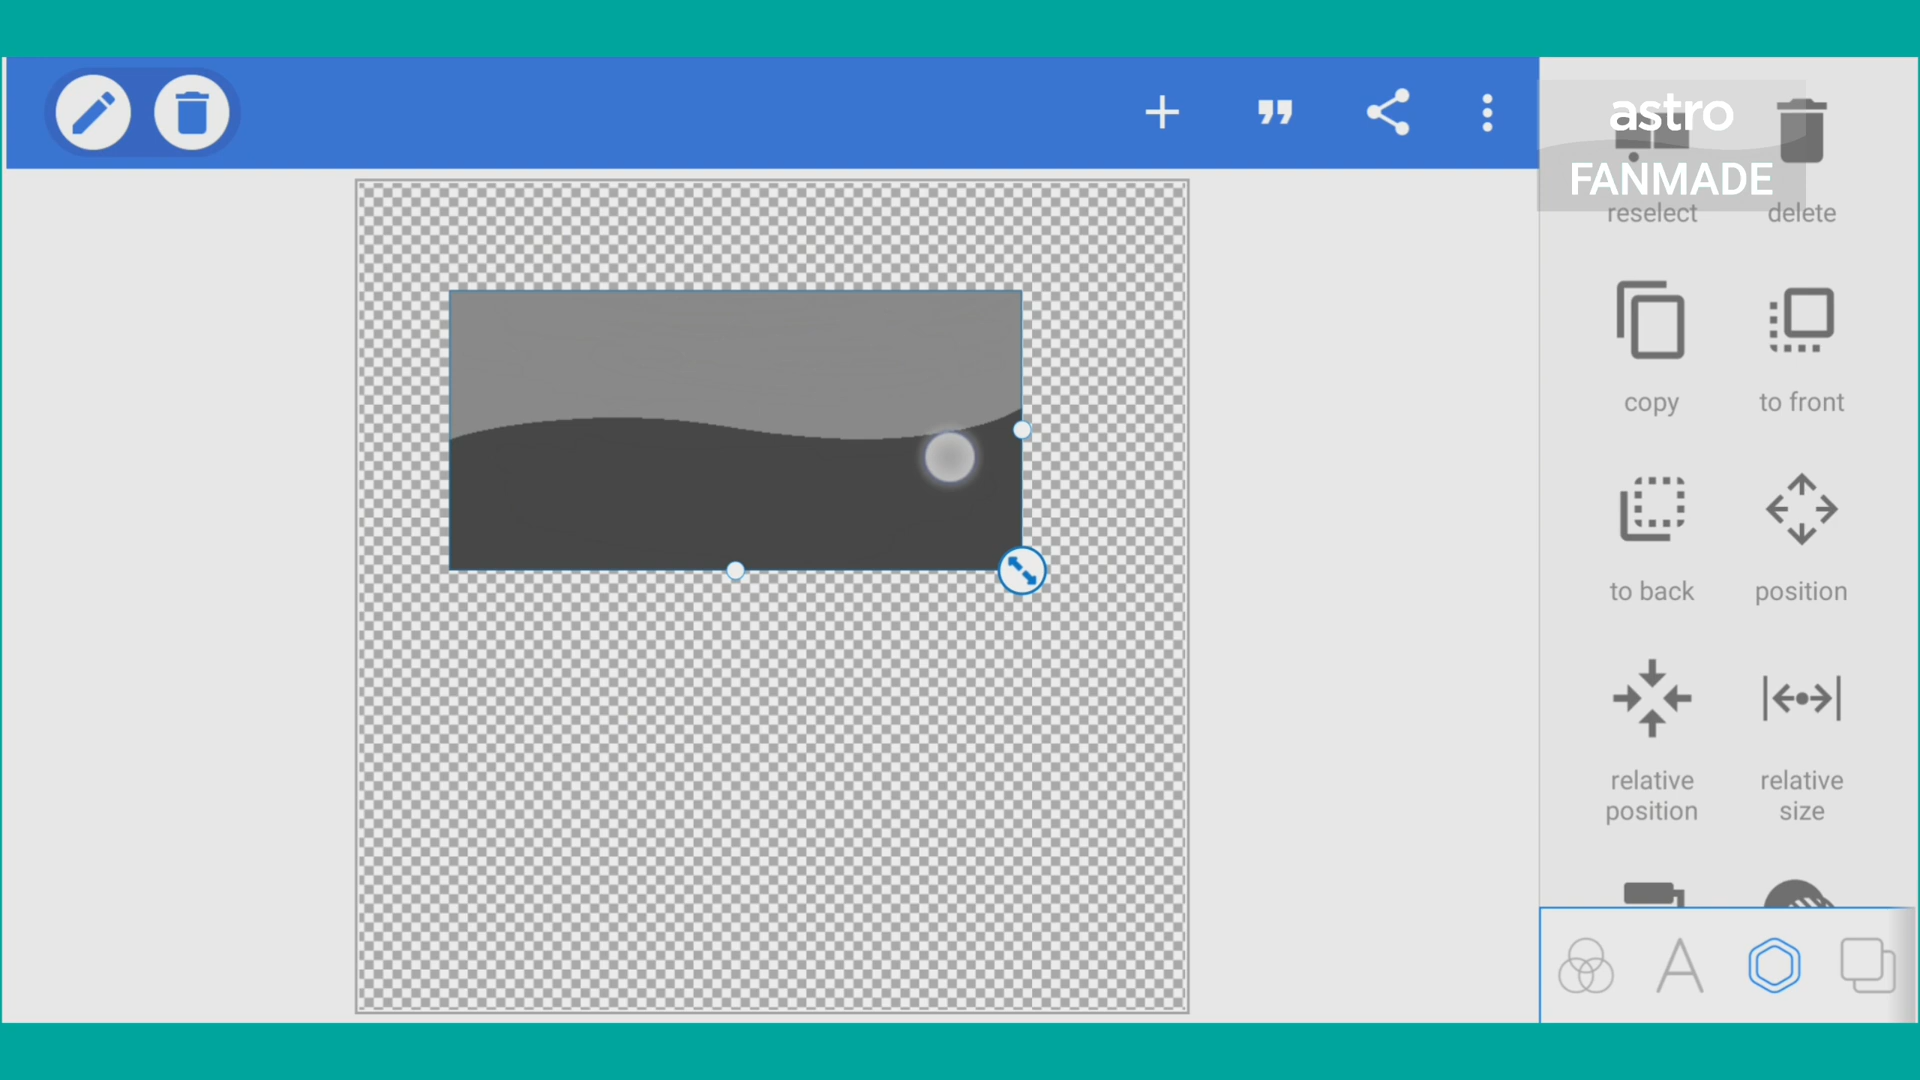 astro
FANMADE
reselect
delete
copy
to front
to back
position
relative
position
relative
size